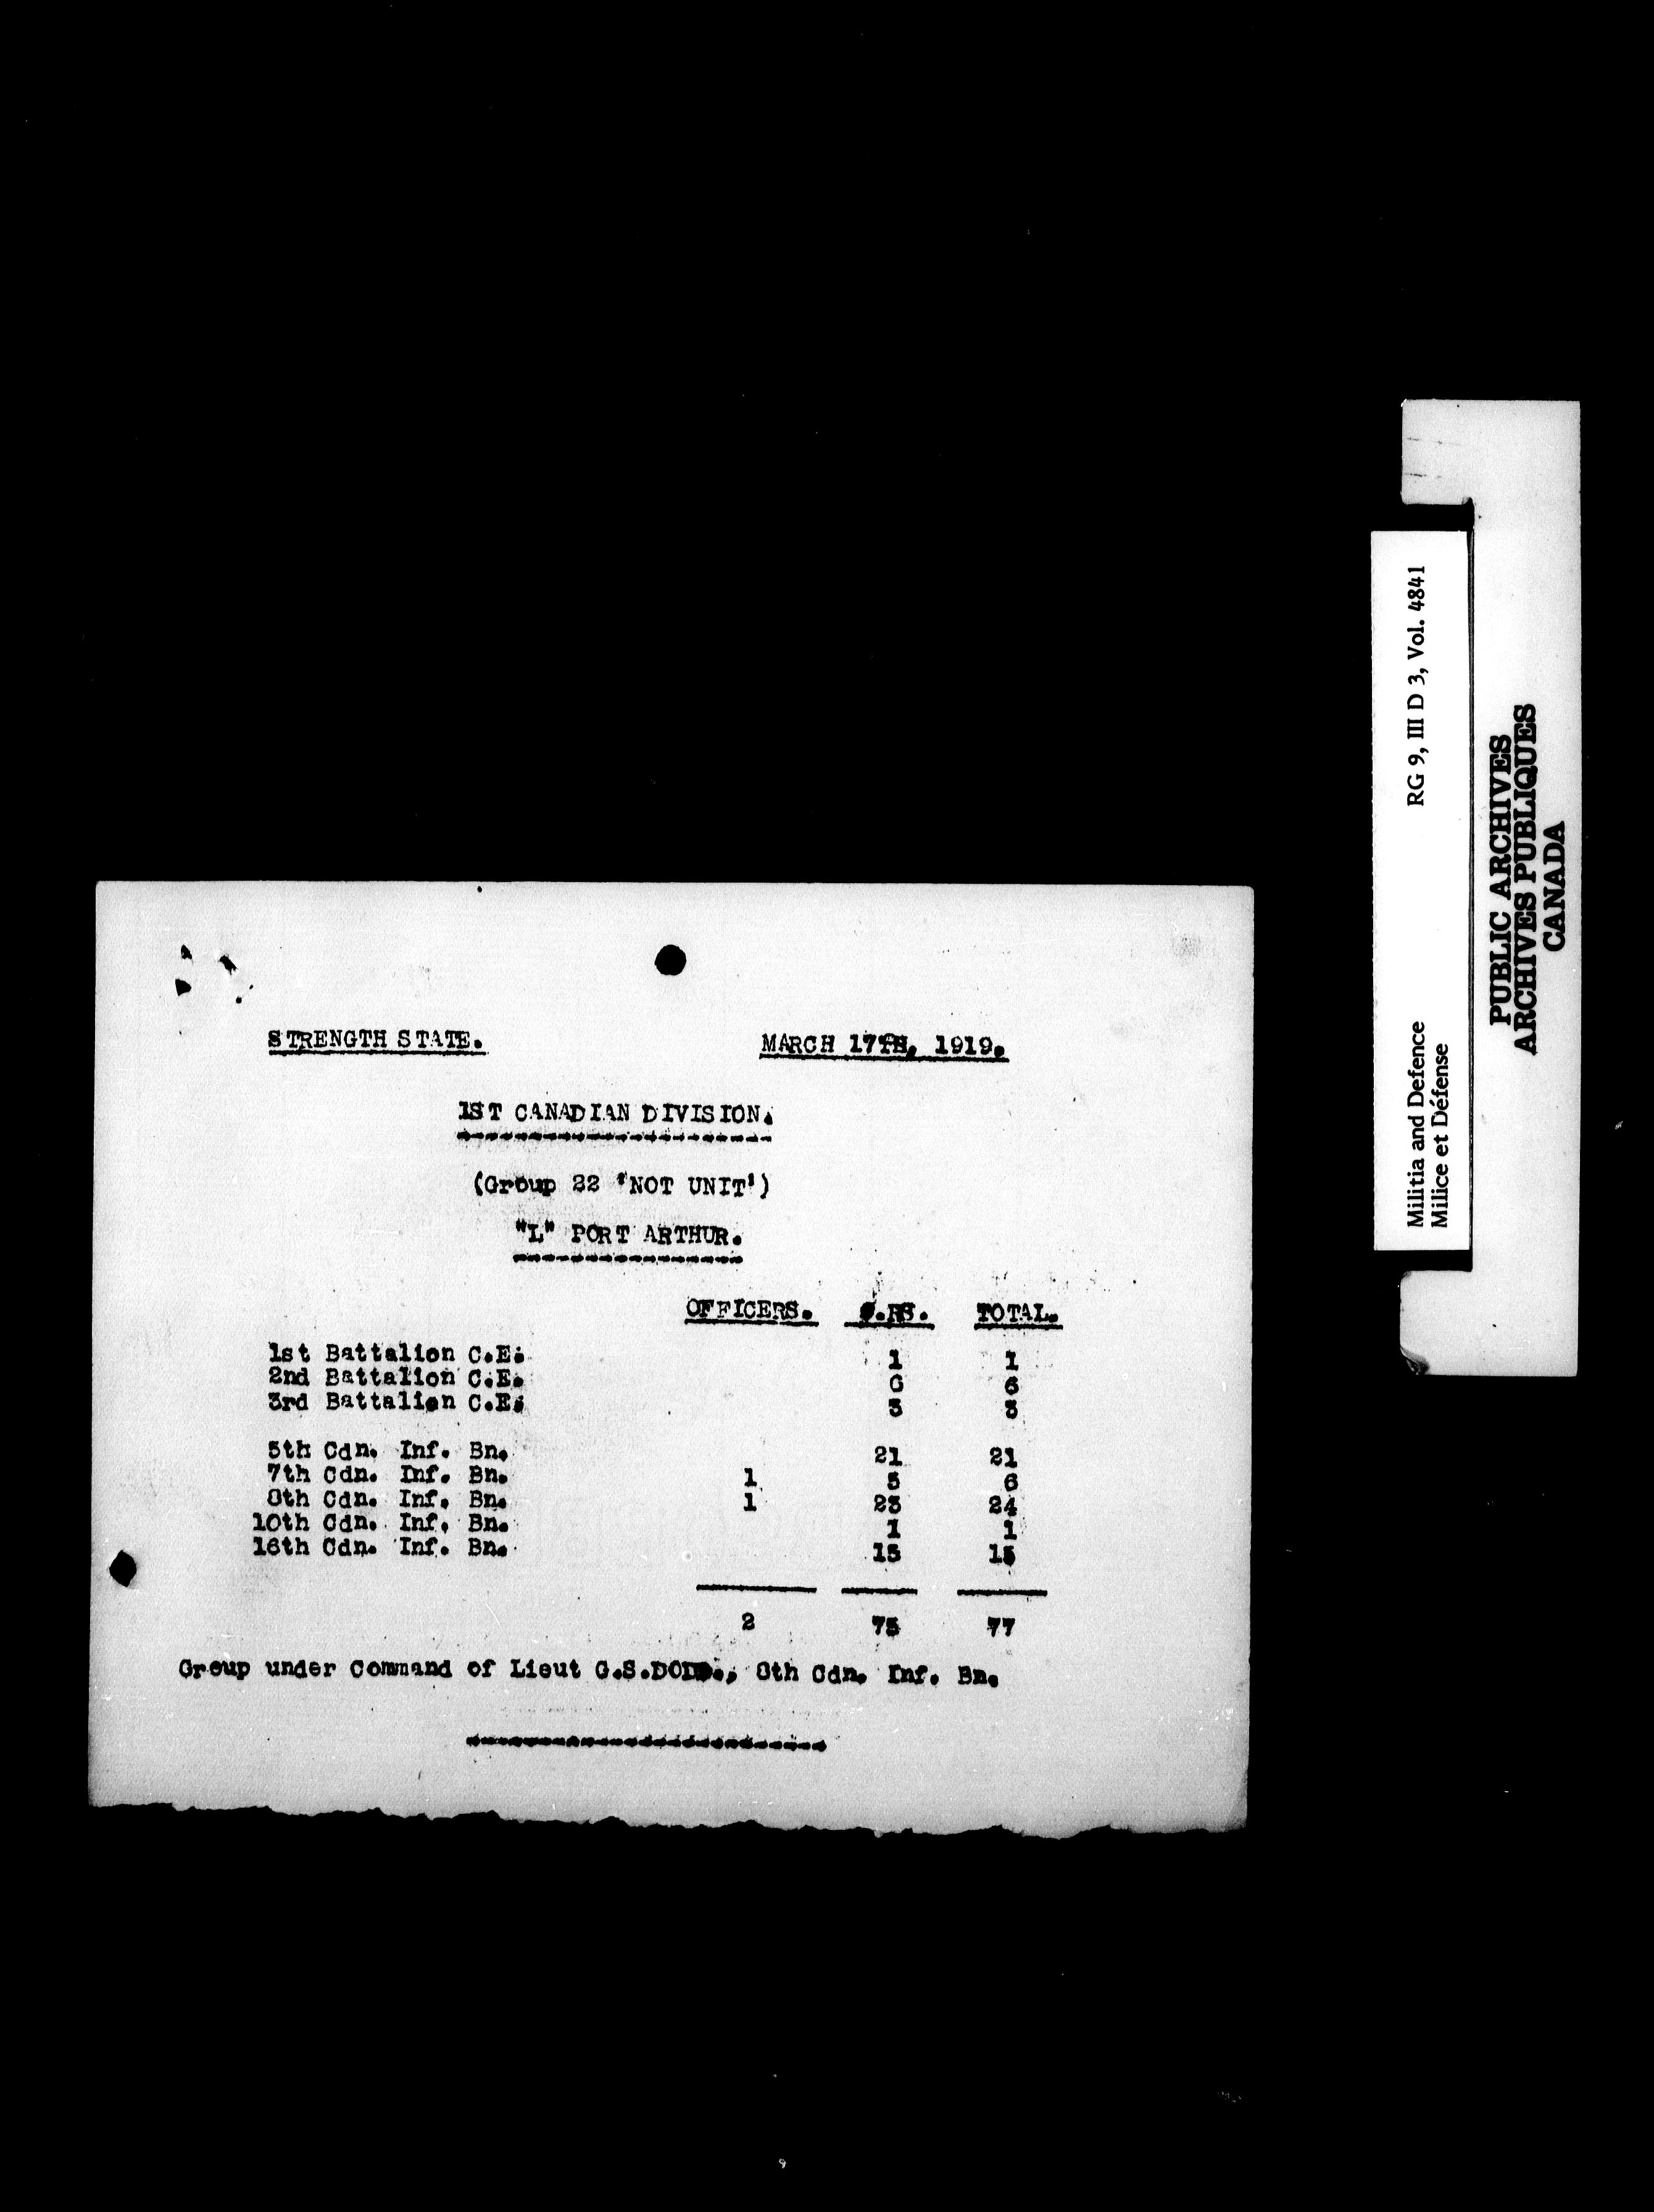 STRENGTH STATE. MARCH 17TH, 1919.
1ST CANADIAN DIVISION.
(Group 22 'NOT UNIT')
"L" PORT ARTHUR.
OFFICERS. O.RS. TOTAL.
1st Battalion C.E. 1 1
2nd Battalion C.E. 6 6
3rd Battalion C.E. 3 3
5th Cdn. Inf. Bn. 21 21
7th Cdn. Inf. Bn. 1 5 6
8th Cdn. Inf. Bn. 1 23 24
10th Cdn. Inf. Bn. 1 1
16th Cdn. Inf. Bn. 15 15
2 75 77
Group under Command of Lieut G.S.DODD., 8th Cdn. Inf. Bn.
Militia and Defence RG 9, III D 3, Vol. 4841
Milice et Défense
PUBLIC ARCHIVES
ARCHIVES PUBLIQUES
CANADA